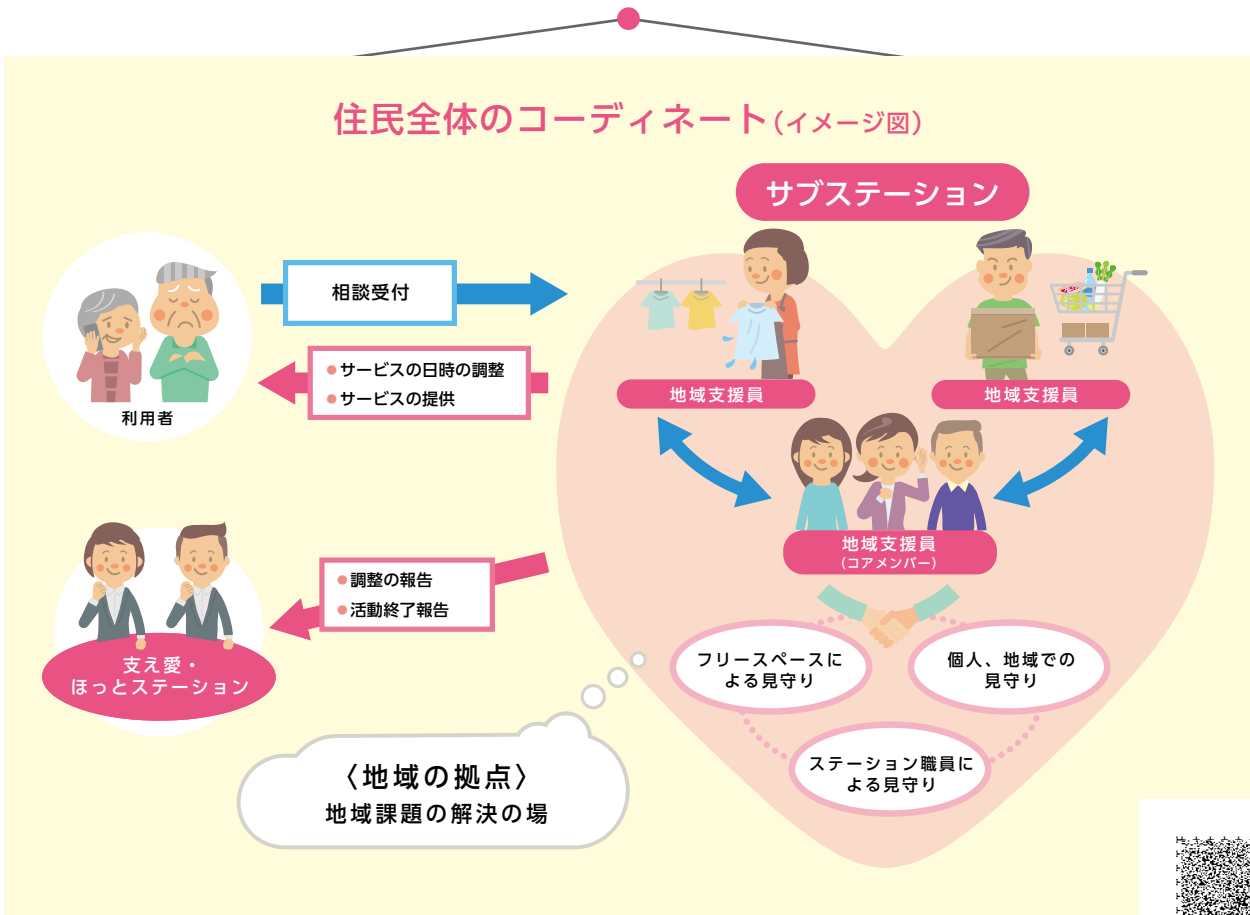 住民全体のコーディネート(イメージ図)
サブステーション
相談受付
●サービスの日時の調整
●サービスの提供
利用者
地域支援員
地域支援員
地域支援員
(コアメンバー)
●調整の報告
●活動終了報告
支え愛・
ほっとステーション
フリースペースに
よる見守り
個人、地域での
見守り
ステーション職員に
よる見守り
〈地域の拠点〉
地域課題の解決の場